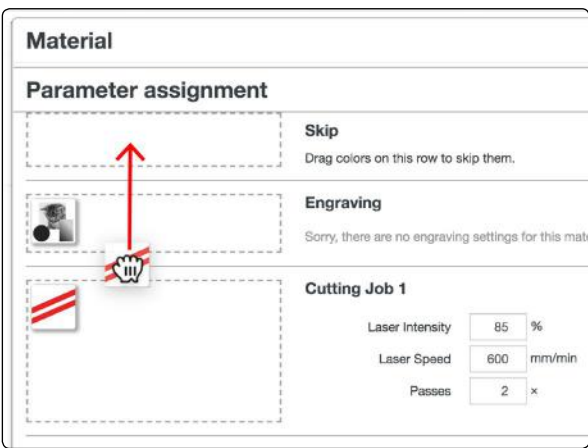 Material
Parameter assignment
Skip
Drag colors on this row to skip them.
Engraving
Sorry, there are no engraving settings for this mate
Cutting Job 1
Laser Intensity 85 %
Laser Speed 600 mm/min
Passes 2 ×